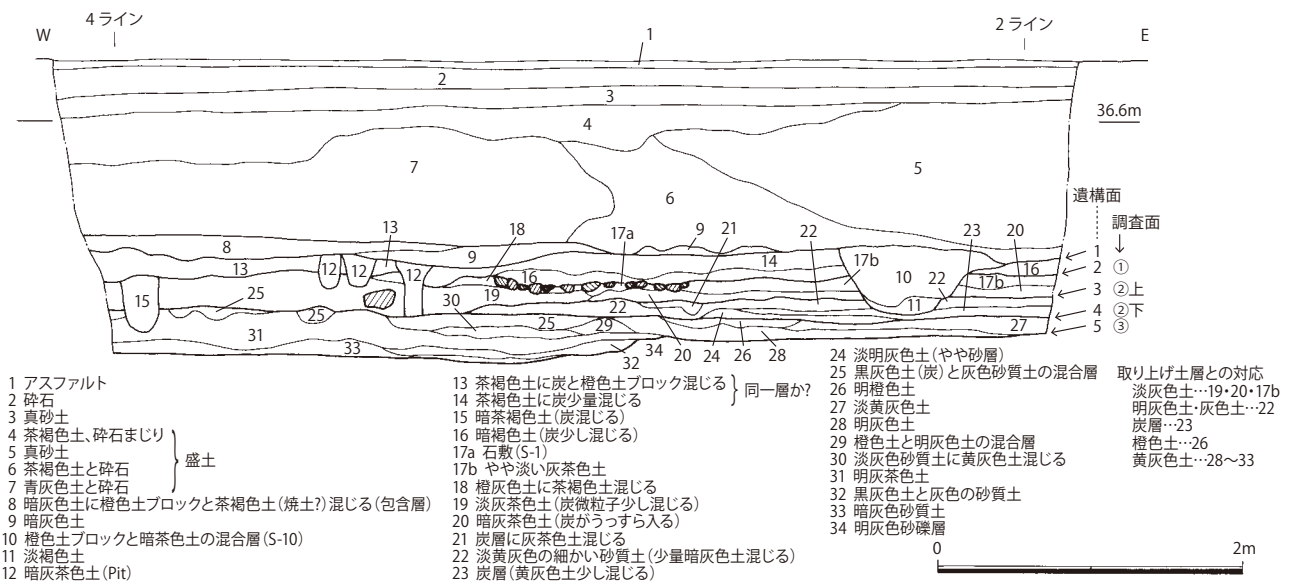 4 ライン
2 ライン
W
E
1
2
3
36.6m
4
7
5
6
遺構面
調査面
13
18
17a
9
21
22
23
20
8
9
14
1
12
12
12
16
17b
10
22
16
17b
2 ①
13
19
3 ②上
15
25
30
22
11
4 ②下
25
25
29
27
5 ③
31
33
34
20
24
26
28
32
1 アスファルト
2 砕石
3 真砂土
4 茶褐色土、砕石まじり
5 真砂土
6 茶褐色土と砕石
7 青灰色土と砕石
盛土
8 暗灰色土に橙色土ブロックと茶褐色土(焼土?)混じる(包含層)
9 暗灰色土
10 橙色土ブロックと暗茶色土の混合層(S-10)
11 淡褐色土
12 暗灰茶色土(Pit)
13 茶褐色土に炭と橙色土ブロック混じる
14 茶褐色土に炭少量混じる
同一層か?
15 暗茶褐色土(炭混じる)
16 暗褐色土(炭少し混じる)
17a 石敷(S-1)
17b やや淡い灰茶色土
18 橙灰色土に茶褐色土混じる
19 淡灰茶色土(炭微粒子少し混じる)
20 暗灰茶色土(炭がうっすら入る)
21 炭層に灰茶色土混じる
22 淡黄灰色の細かい砂質土(少量暗灰色土混じる)
23 炭層(黄灰色土少し混じる)
24 淡明灰色土(やや砂層)
25 黒灰色土(炭)と灰色砂質土の混合層
26 明橙色土
27 淡黄灰色土
28 明灰色土
29 橙色土と明灰色土の混合層
30 淡灰色砂質土に黄灰色土混じる
31 明灰茶色土
32 黒灰色土と灰色の砂質土
33 暗灰色砂質土
34 明灰色砂礫層
取り上げ土層との対応
淡灰色土…19・20・17b
明灰色土・灰色土…22
炭層…23
橙色土…26
黄灰色土…28～33
0
2m